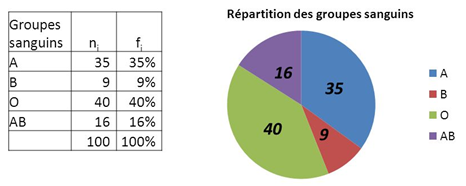 Groupes
sanguins ni fi
A 35 35%
B 9 9%
O 40 40%
AB 16 16%
100 100%
Répartition des groupes sanguins
16
35
40
9
A
B
O
AB